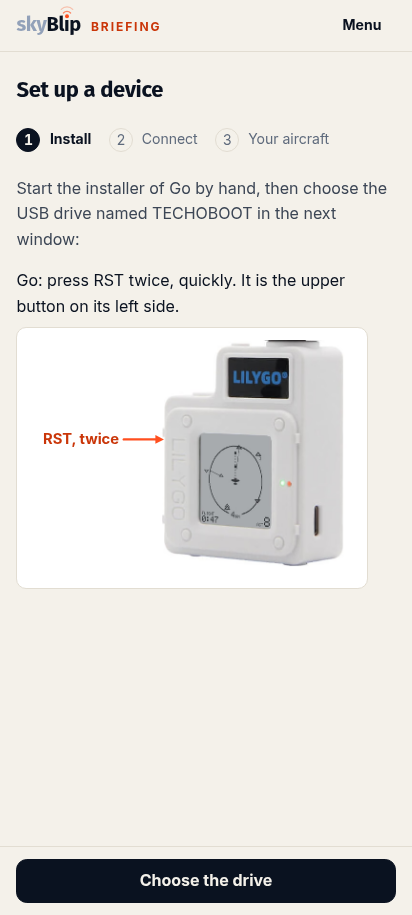 skyBlip BRIEFING
Menu
Set up a device
1 Install 2 Connect 3 Your aircraft
Start the installer of Go by hand, then choose the
USB drive named TECHOBOOT in the next
window:
Go: press RST twice, quickly. It is the upper
button on its left side.
LILYGO
RST, twice
LILYGO
0:47
Choose the drive